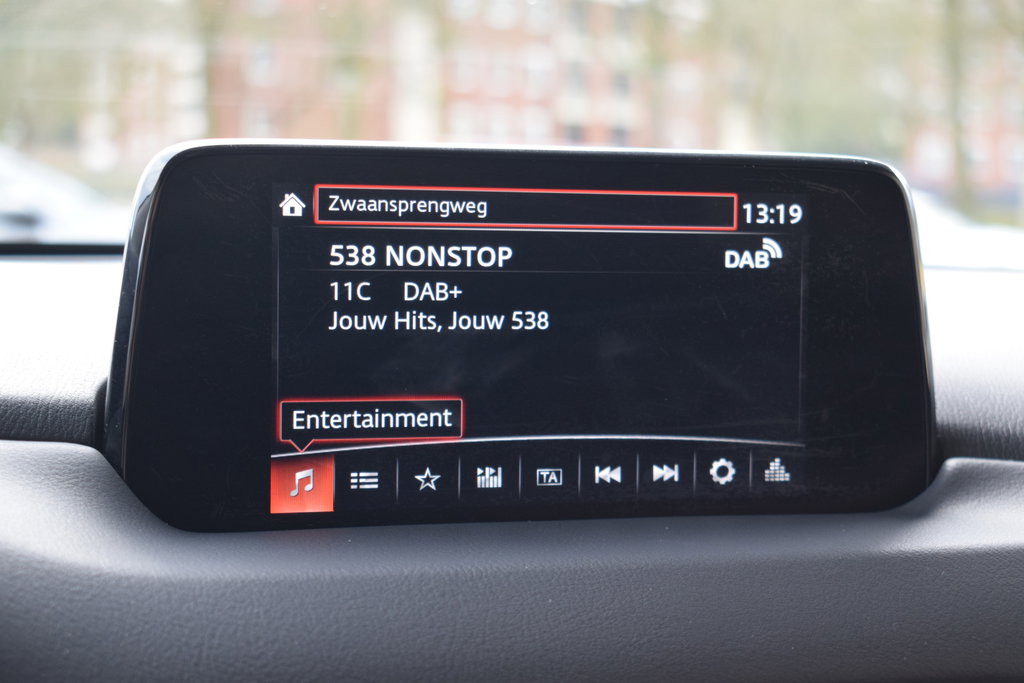 Zwaansprengweg
13:19
538 NONSTOP
DAB
11C DAB+
Jouw Hits, Jouw 538
Entertainment
TA